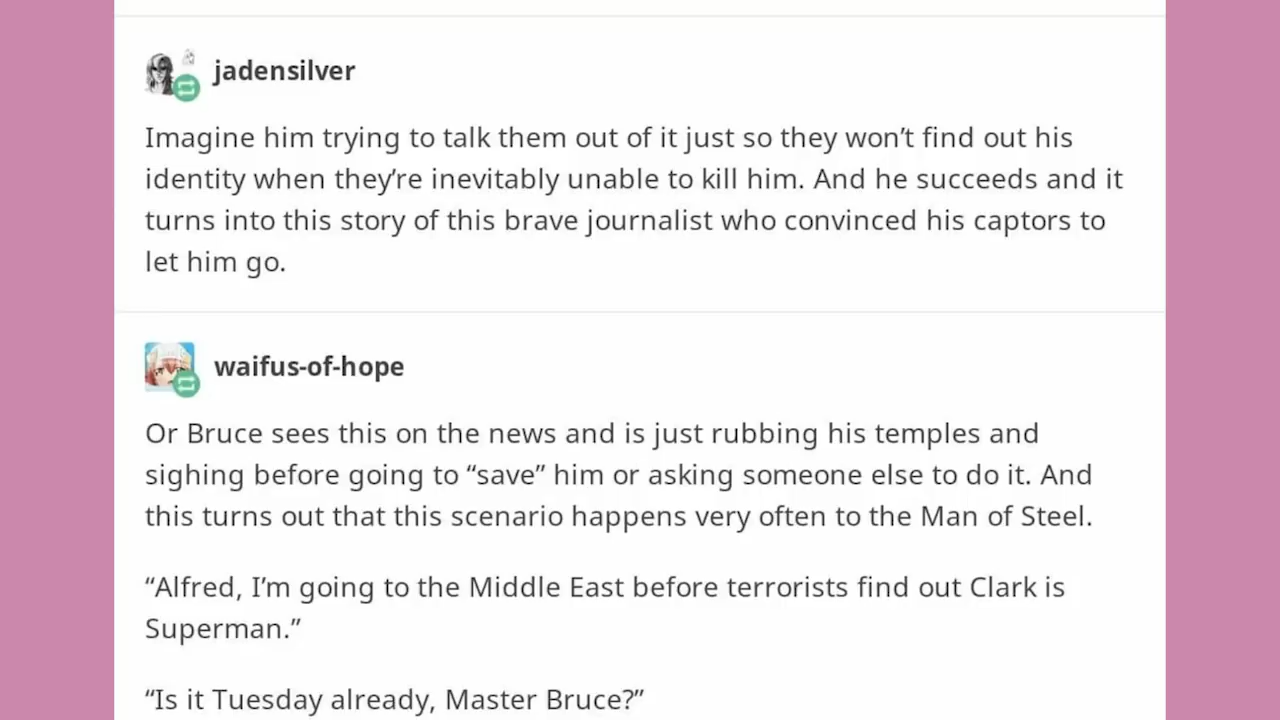 jadensilver
Imagine him trying to talk them out of it just so they won’t find out his
identity when they’re inevitably unable to kill him. And he succeeds and it
turns into this story of this brave journalist who convinced his captors to
let him go.
waifus-of-hope
Or Bruce sees this on the news and is just rubbing his temples and
sighing before going to “save” him or asking someone else to do it. And
this turns out that this scenario happens very often to the Man of Steel.
“Alfred, I’m going to the Middle East before terrorists find out Clark is
Superman.”
“Is it Tuesday already, Master Bruce?”